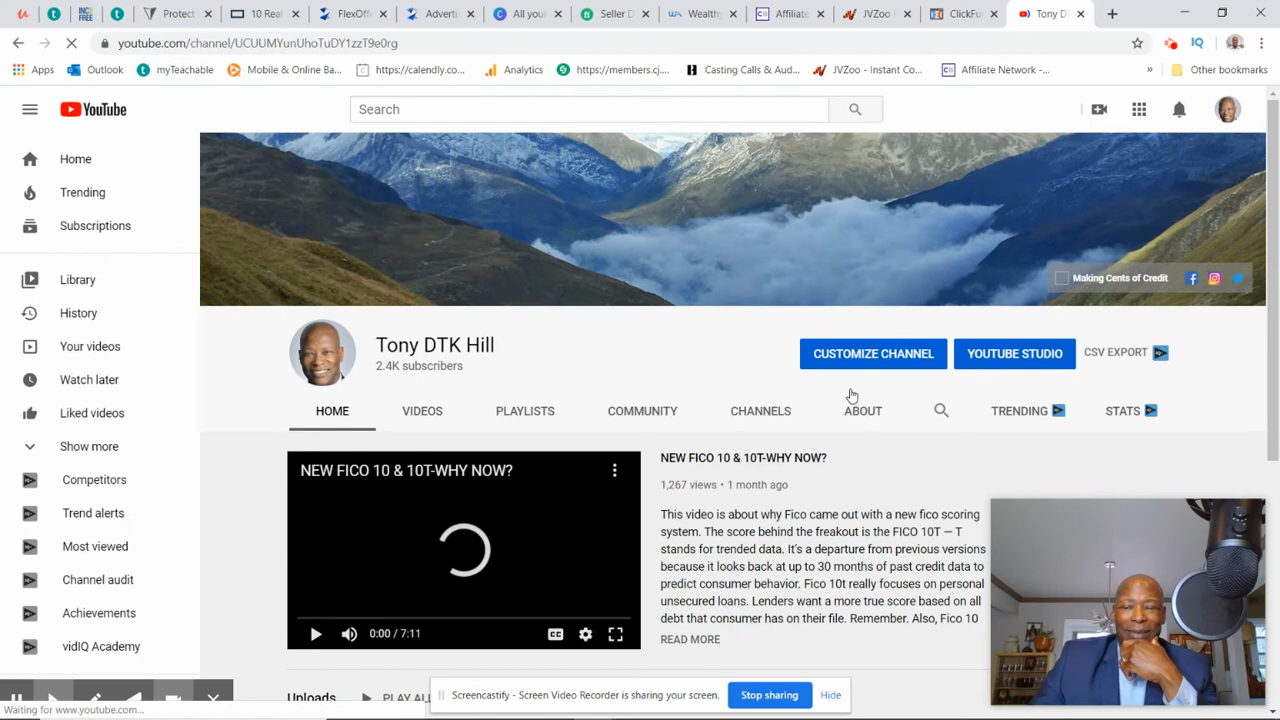 Protect
10 Real
FlexOff
Adverti
All you
Seller D
Wealthy
Affiliate
JVZoo
ClickFu
Tony D
youtube.com/channel/UCUUMYunUhoTuDY1zzT9e0rg
Apps
Outlook
myTeachable
Mobile & Online Ba...
https://calendly.co...
Analytics
https://members.cj....
Casting Calls & Aud...
JVZoo - Instant Co...
Affiliate Network -...
Other bookmarks
YouTube
Search
Home
Trending
Subscriptions
Library
History
Your videos
Watch later
Liked videos
Show more
Competitors
Trend alerts
Most viewed
Channel audit
Achievements
vidIQ Academy
Making Cents of Credit
Tony DTK Hill
2.4K subscribers
CUSTOMIZE CHANNEL
YOUTUBE STUDIO
CSV EXPORT
HOME
VIDEOS
PLAYLISTS
COMMUNITY
CHANNELS
ABOUT
TRENDING
STATS
NEW FICO 10 & 10T-WHY NOW?
0:00 / 7:11
NEW FICO 10 & 10T-WHY NOW?
1,267 views • 1 month ago
This video is about why Fico came out with a new fico scoring
system. The score behind the freakout is the FICO 10T — T
stands for trended data. It's a departure from previous versions
because it looks back at up to 30 months of past credit data to
predict consumer behavior. Fico 10t really focuses on personal
unsecured loans. Lenders want a more true score based on all
debt that consumer has on their file. Remember. Also, Fico 10
READ MORE
Uploads
PLAY AL
Screencastify - Screen Video Recorder is sharing your screen.
Stop sharing
Hide
Waiting for www.youtube.com...